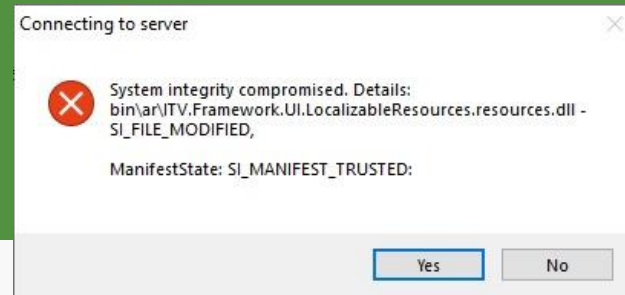 Connecting to server
System integrity compromised. Details:
bin\ar\ITV.Framework.UI.LocalizableResources.resources.dll -
SI_FILE_MODIFIED,
ManifestState: SI_MANIFEST_TRUSTED:
Yes
No